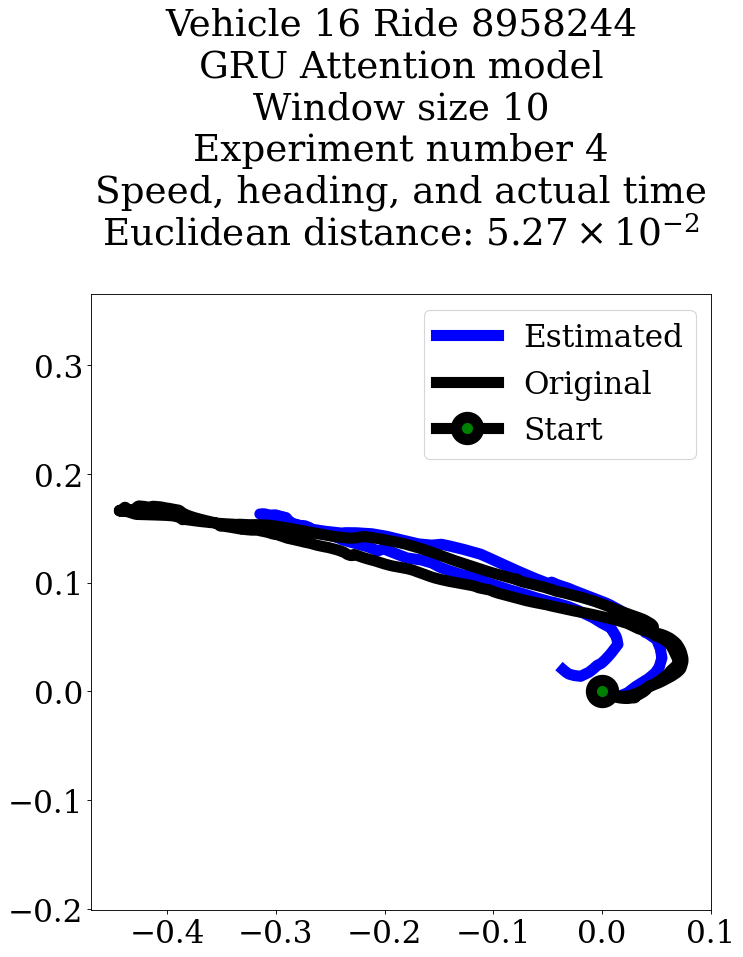 Vehicle 16 Ride 8958244
GRU Attention model
Window size 10
Experiment number 4
Speed, heading, and actual time
Euclidean distance: 5.27 × 10⁻²
Estimated
Original
Start
0.3
0.2
0.1
0.0
−0.1
−0.2
−0.4 −0.3 −0.2 −0.1 0.0 0.1